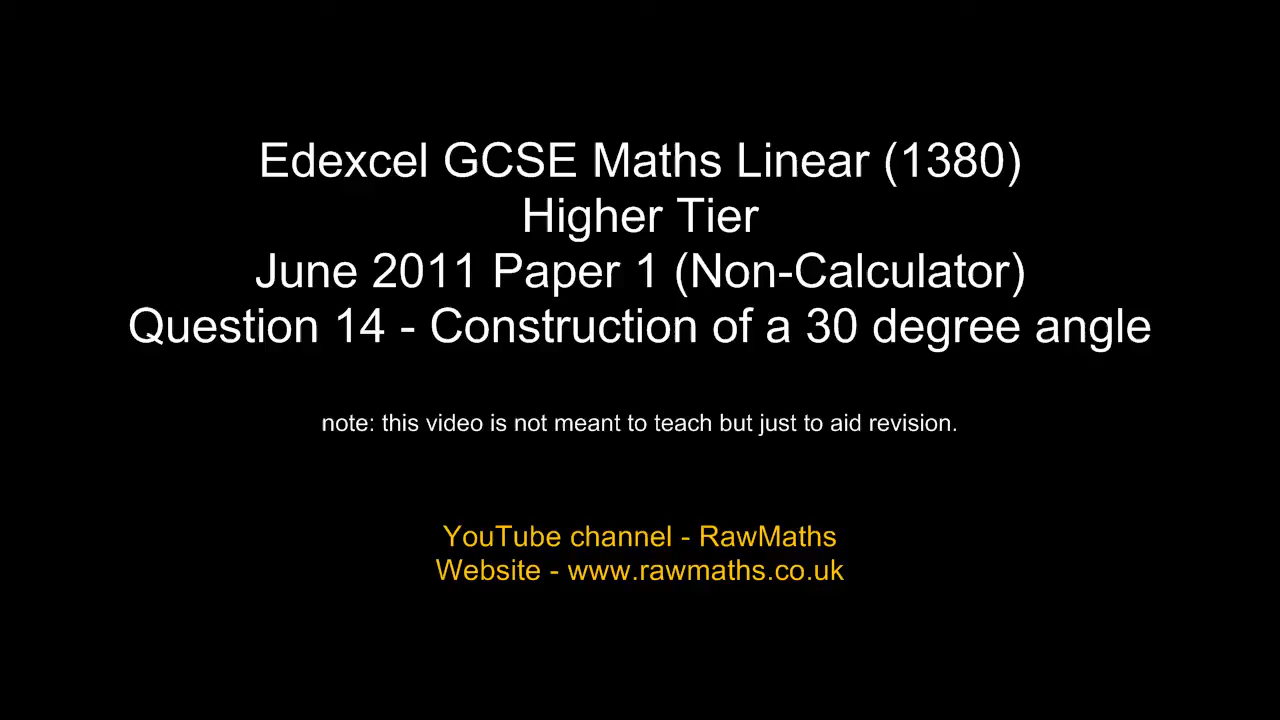 Edexcel GCSE Maths Linear (1380)
Higher Tier
June 2011 Paper 1 (Non-Calculator)
Question 14 - Construction of a 30 degree angle
note: this video is not meant to teach but just to aid revision.
YouTube channel - RawMaths
Website - www.rawmaths.co.uk